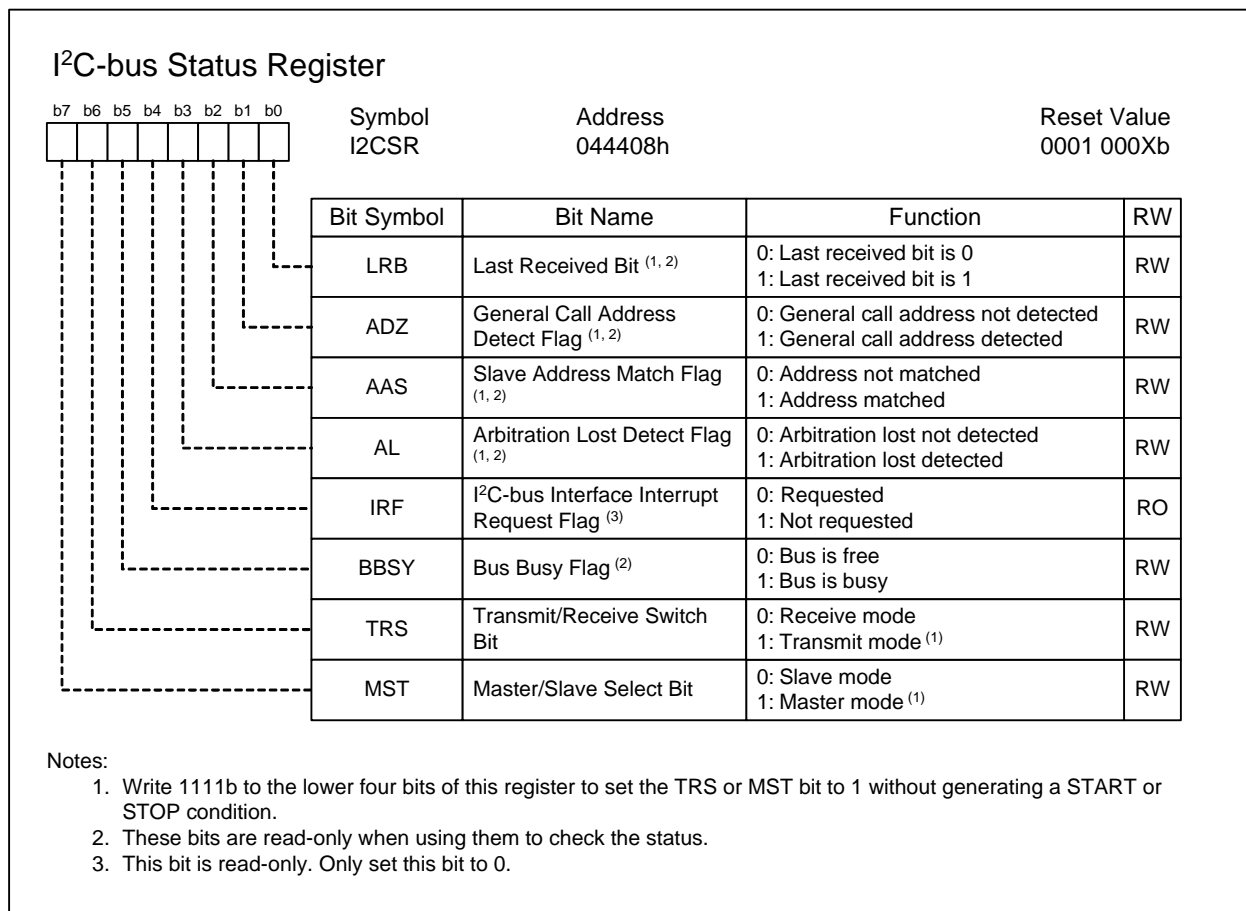 I²C-bus Status Register
b7 b6 b5 b4 b3 b2 b1 b0
Symbol Address Reset Value
I2CSR 044408h 0001 000Xb
Bit Symbol Bit Name Function RW
LRB Last Received Bit (1, 2) 0: Last received bit is 0
1: Last received bit is 1 RW
ADZ General Call Address
Detect Flag (1, 2) 0: General call address not detected
1: General call address detected RW
AAS Slave Address Match Flag
(1, 2) 0: Address not matched
1: Address matched RW
AL Arbitration Lost Detect Flag
(1, 2) 0: Arbitration lost not detected
1: Arbitration lost detected RW
IRF I²C-bus Interface Interrupt
Request Flag (3) 0: Requested
1: Not requested RO
BBSY Bus Busy Flag (2) 0: Bus is free
1: Bus is busy RW
TRS Transmit/Receive Switch
Bit 0: Receive mode
1: Transmit mode (1) RW
MST Master/Slave Select Bit 0: Slave mode
1: Master mode (1) RW
Notes:
1. Write 1111b to the lower four bits of this register to set the TRS or MST bit to 1 without generating a START or
STOP condition.
2. These bits are read-only when using them to check the status.
3. This bit is read-only. Only set this bit to 0.